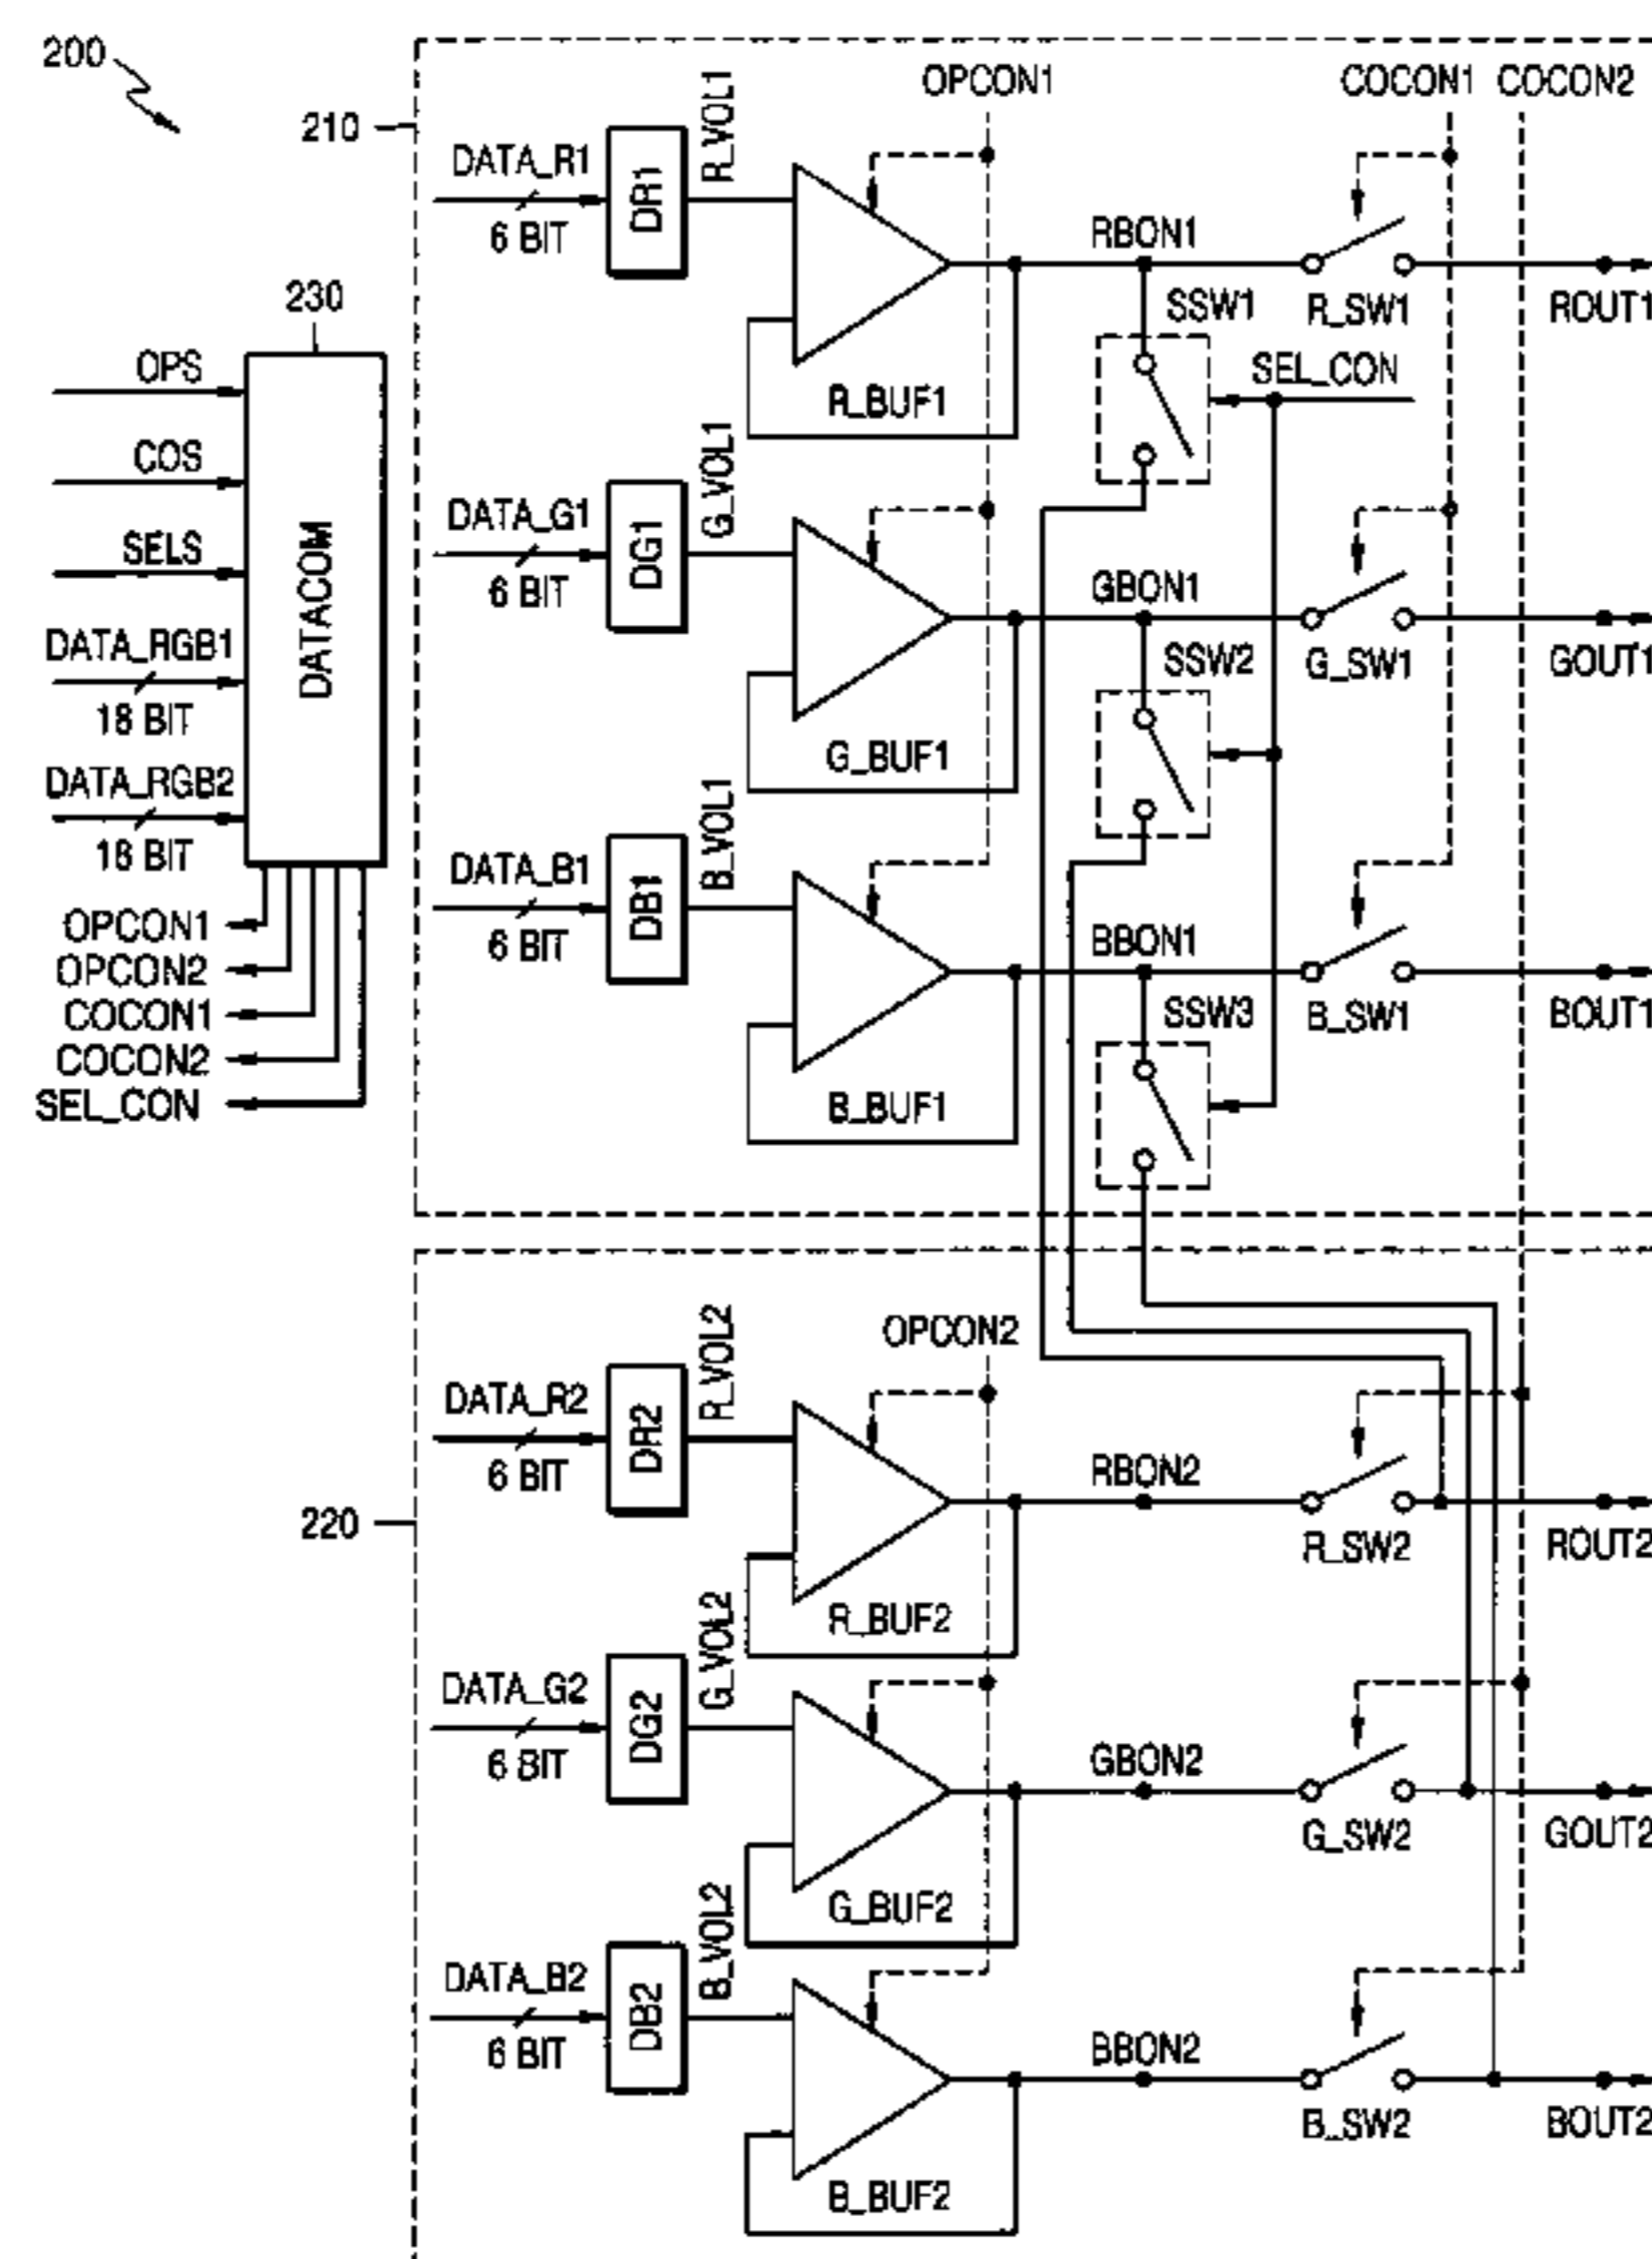 200
210
OPCON1
COCON1 COCON2
DATA_R1
6 BIT
DR1
R_VOL1
R_BUF1
RBON1
SSW1
R_SW1
ROUT1
SEL_CON
230
OPS
COS
SELS
DATA_RGB1
18 BIT
DATA_RGB2
18 BIT
DATACOM
OPCON1
OPCON2
COCON1
COCON2
SEL_CON
DATA_G1
6 BIT
DG1
G_VOL1
G_BUF1
GBON1
SSW2
G_SW1
GOUT1
DATA_B1
6 BIT
DB1
B_VOL1
B_BUF1
BBON1
SSW3
B_SW1
BOUT1
220
OPCON2
DATA_R2
6 BIT
DR2
R_VOL2
R_BUF2
RBON2
R_SW2
ROUT2
DATA_G2
6 BIT
DG2
G_VOL2
G_BUF2
GBON2
G_SW2
GOUT2
DATA_B2
6 BIT
DB2
B_VOL2
B_BUF2
BBON2
B_SW2
BOUT2